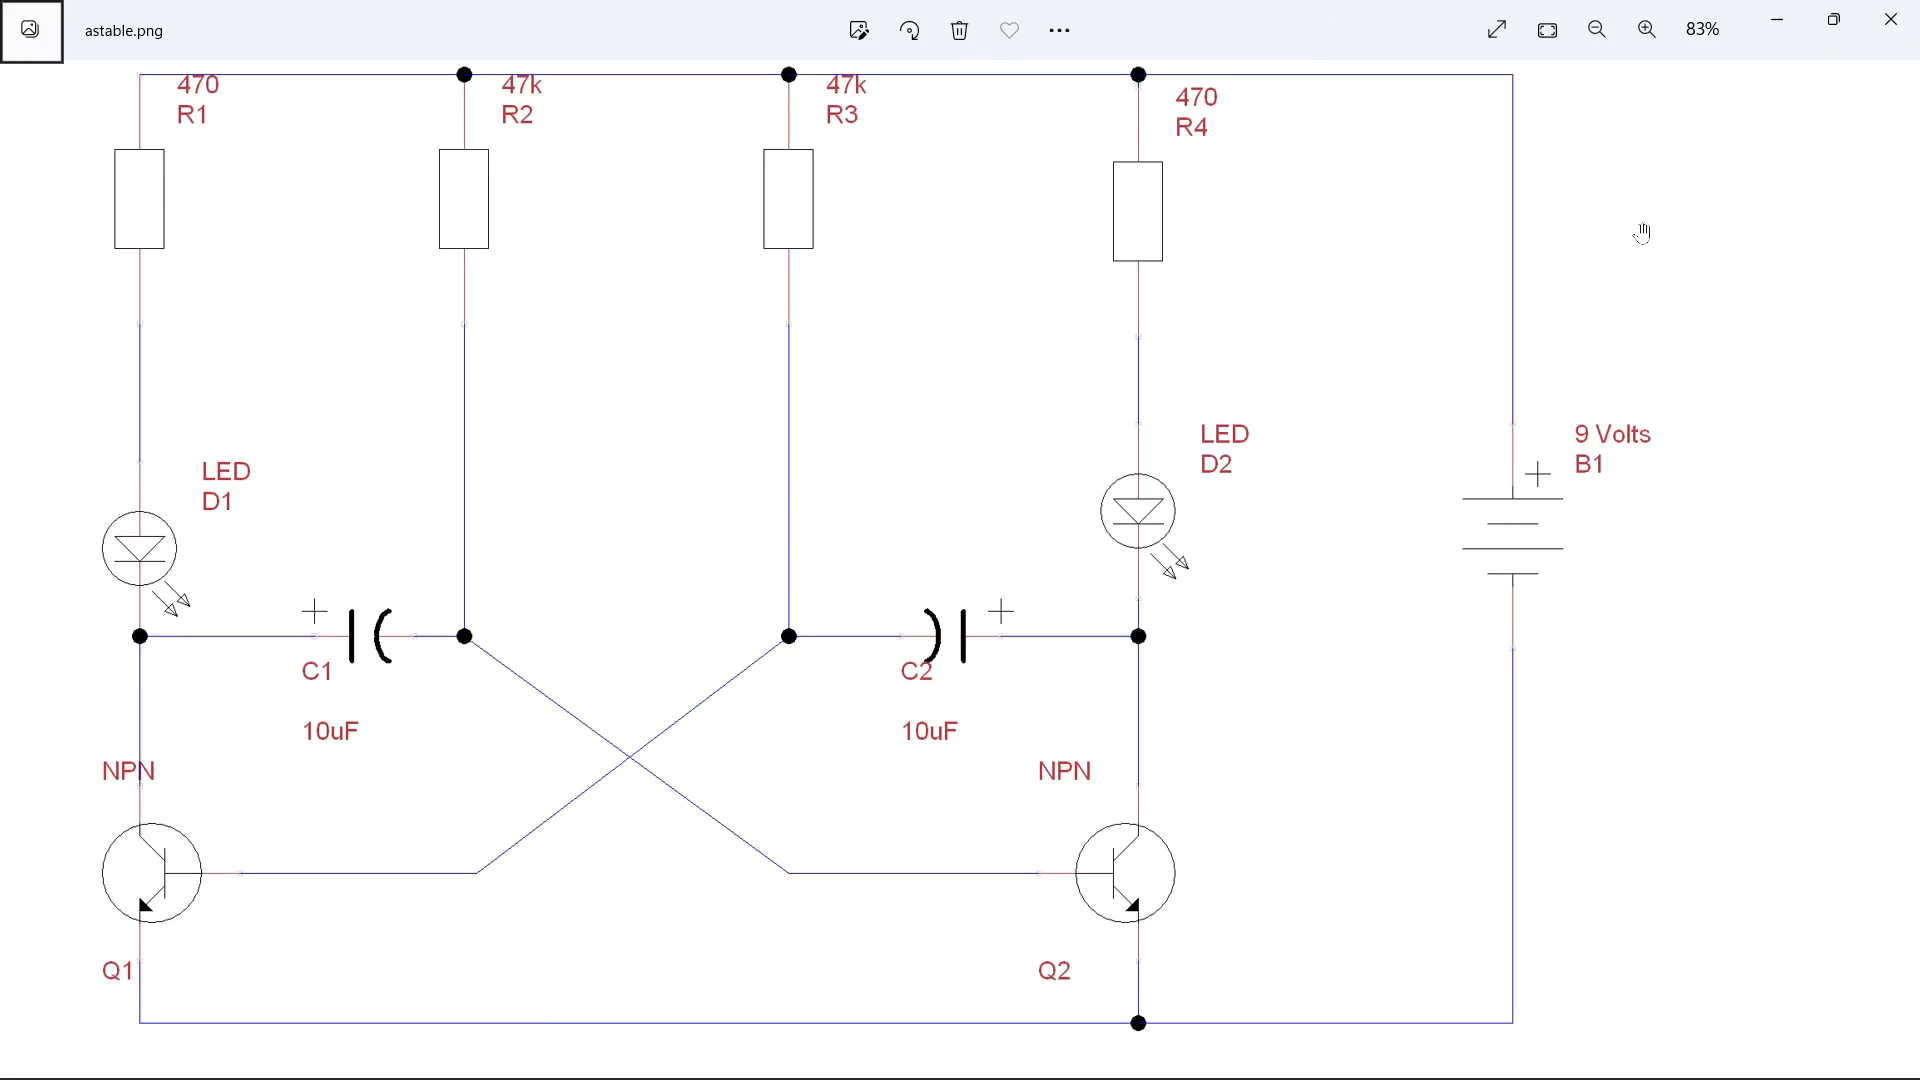 astable.png
83%
470
R1
47k
R2
47k
R3
470
R4
LED
D1
LED
D2
9 Volts
B1
C1
10uF
C2
10uF
NPN
NPN
Q1
Q2